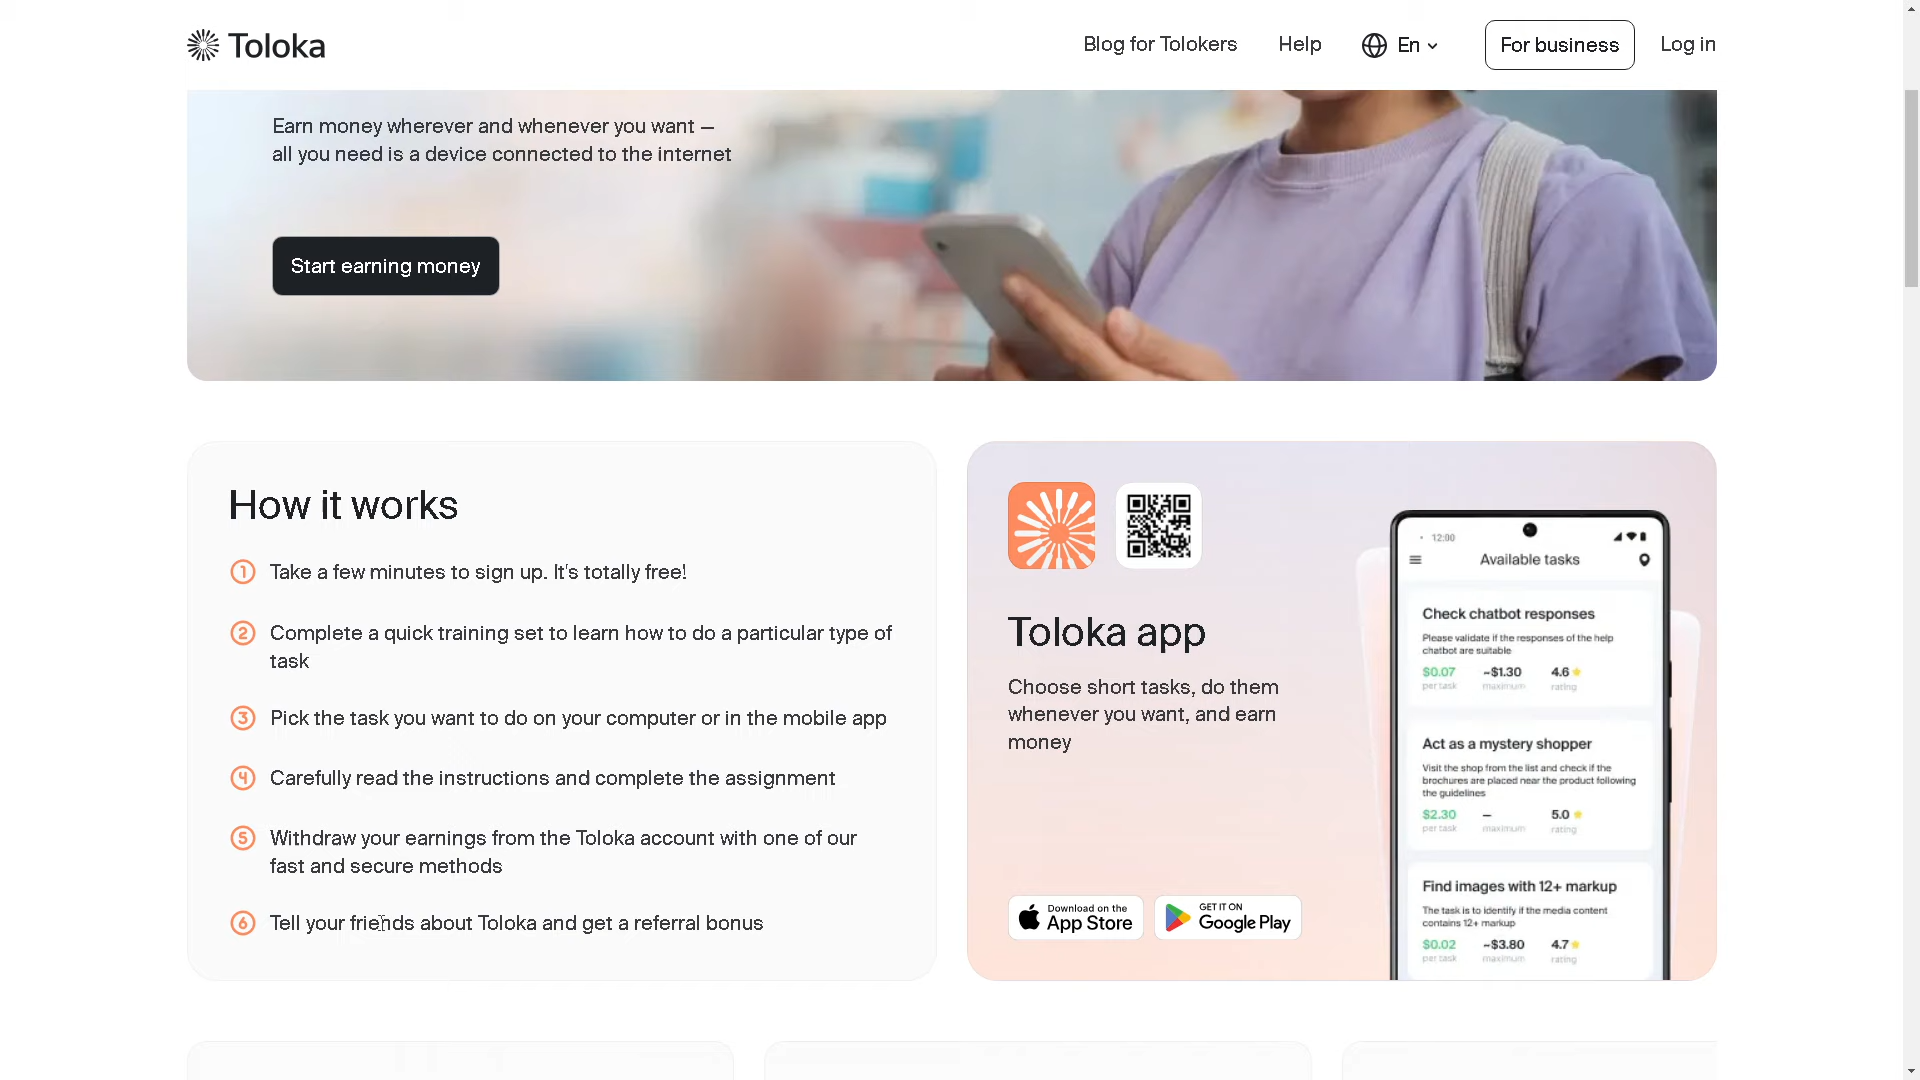 Toloka
Blog for Tolokers
Help
En
For business
Log in
Earn money wherever and whenever you want —
all you need is a device connected to the internet
Start earning money
How it works
1 Take a few minutes to sign up. It's totally free!
2 Complete a quick training set to learn how to do a particular type of
task
3 Pick the task you want to do on your computer or in the mobile app
4 Carefully read the instructions and complete the assignment
5 Withdraw your earnings from the Toloka account with one of our
fast and secure methods
6 Tell your friends about Toloka and get a referral bonus
Toloka app
Choose short tasks, do them
whenever you want, and earn
money
Download on the
App Store
GET IT ON
Google Play
12:00
Available tasks
Check chatbot responses
Please validate if the responses of the help
chatbot are suitable
$0.07 ~$1.30 4.6
per task maximum rating
Act as a mystery shopper
Visit the shop from the list and check if the
brochures are placed near the product following
the guidelines
$2.30 – 5.0
per task maximum rating
Find images with 12+ markup
The task is to identify if the media content
contains 12+ markup
$0.02 ~$3.80 4.7
per task maximum rating